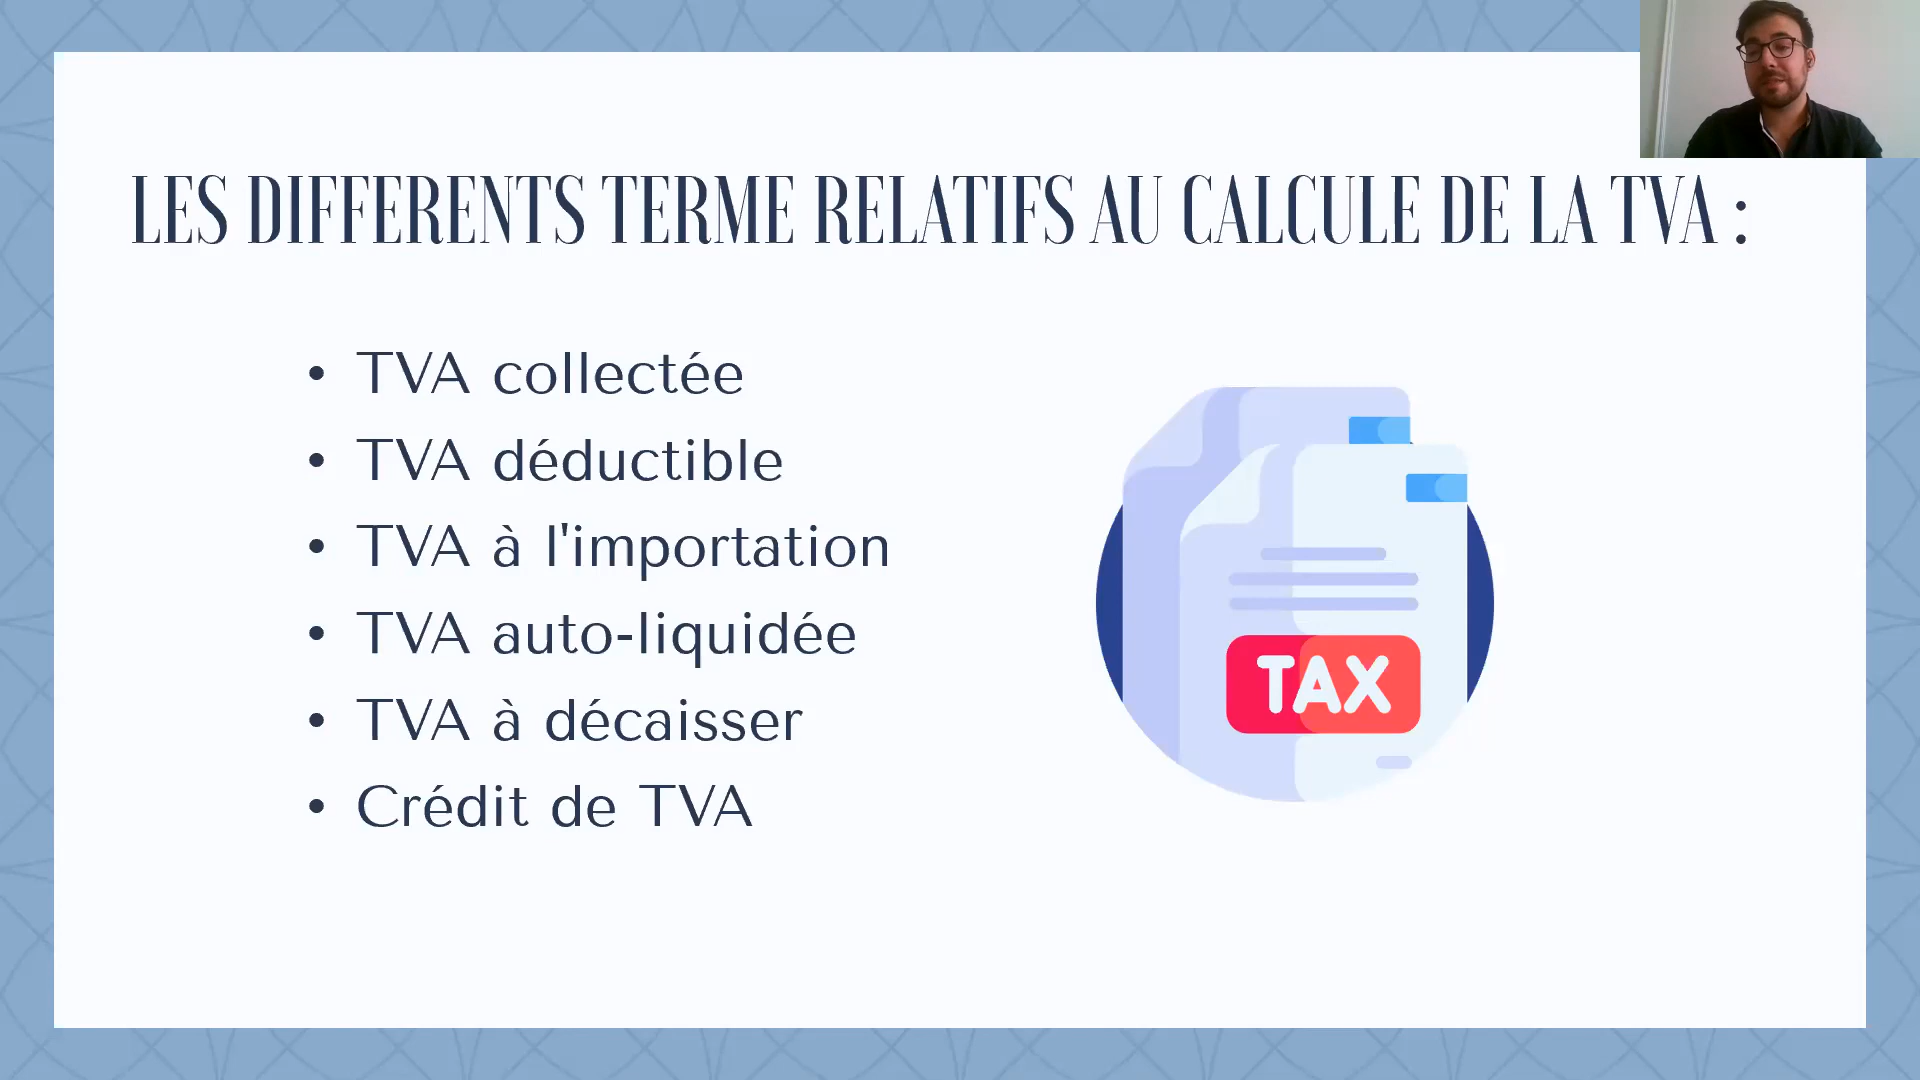 LES DIFFERENTS TERME RELATIFS AU CALCULE DE LA TVA :
• TVA collectée
• TVA déductible
• TVA à l'importation
• TVA auto-liquidée
• TVA à décaisser
• Crédit de TVA
TAX